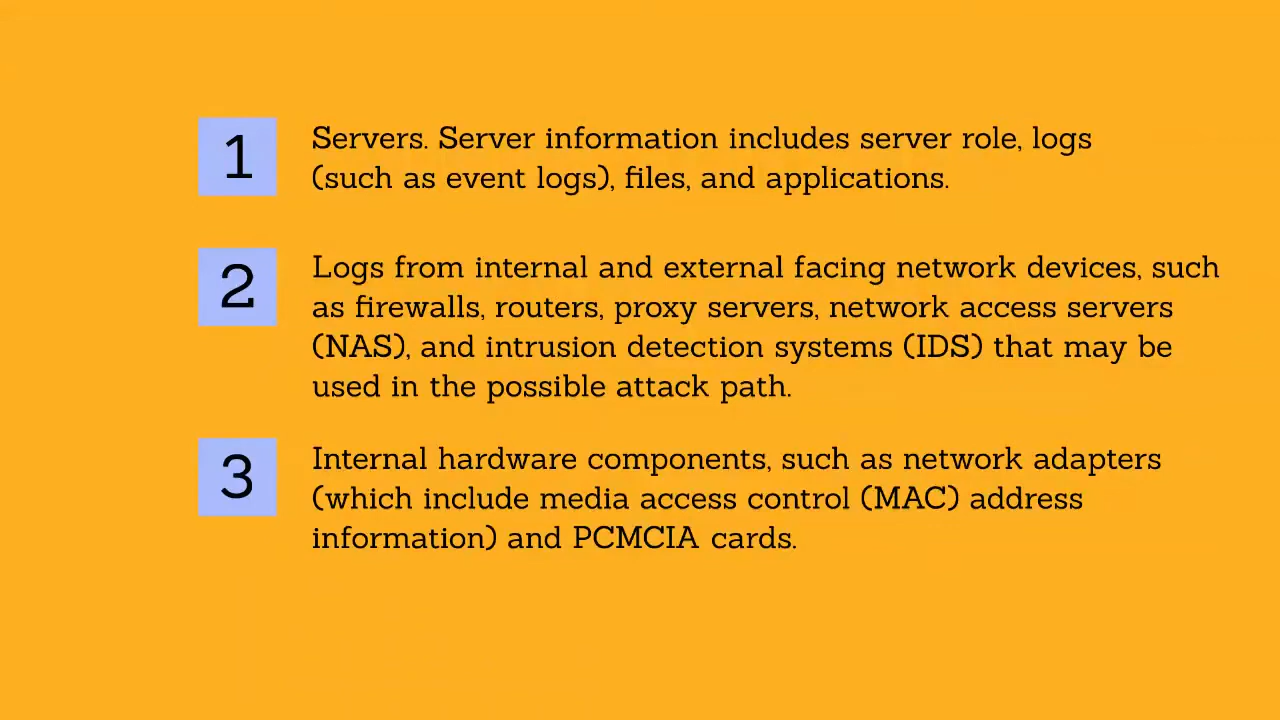 1
Servers. Server information includes server role, logs
(such as event logs), files, and applications.
2
Logs from internal and external facing network devices, such
as firewalls, routers, proxy servers, network access servers
(NAS), and intrusion detection systems (IDS) that may be
used in the possible attack path.
3
Internal hardware components, such as network adapters
(which include media access control (MAC) address
information) and PCMCIA cards.